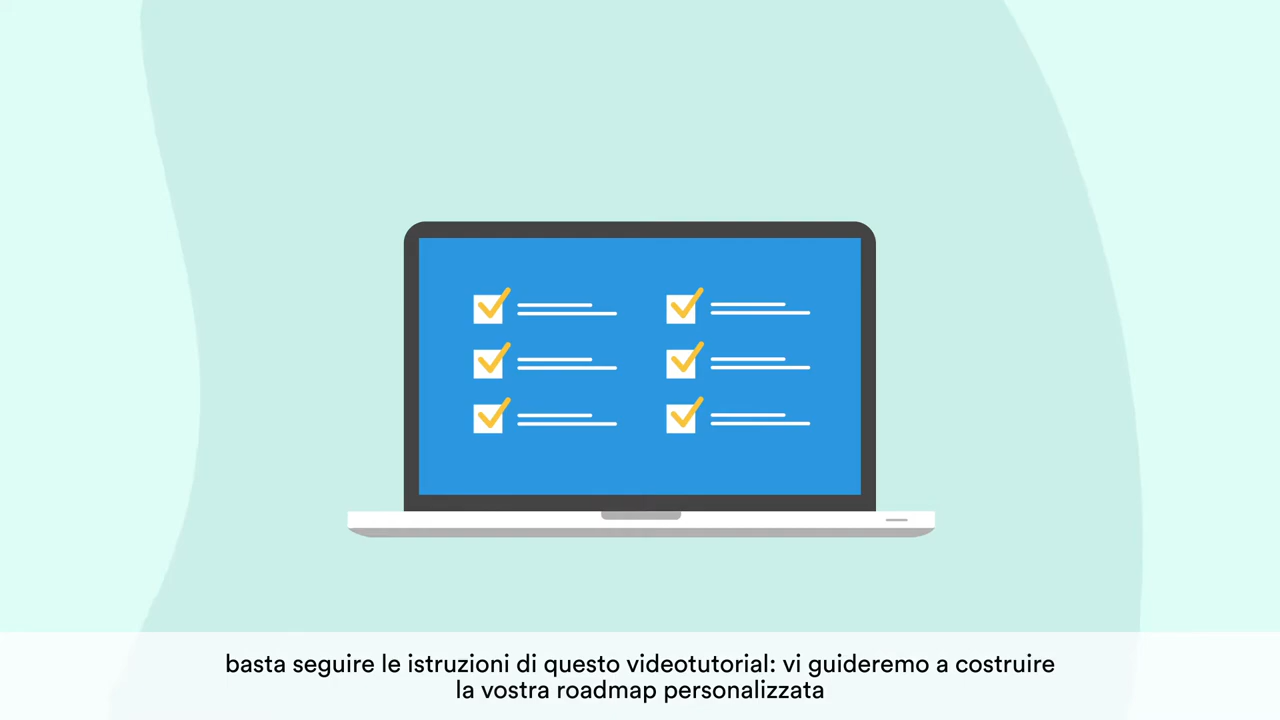 basta seguire le istruzioni di questo videotutorial: vi guideremo a costruire
la vostra roadmap personalizzata